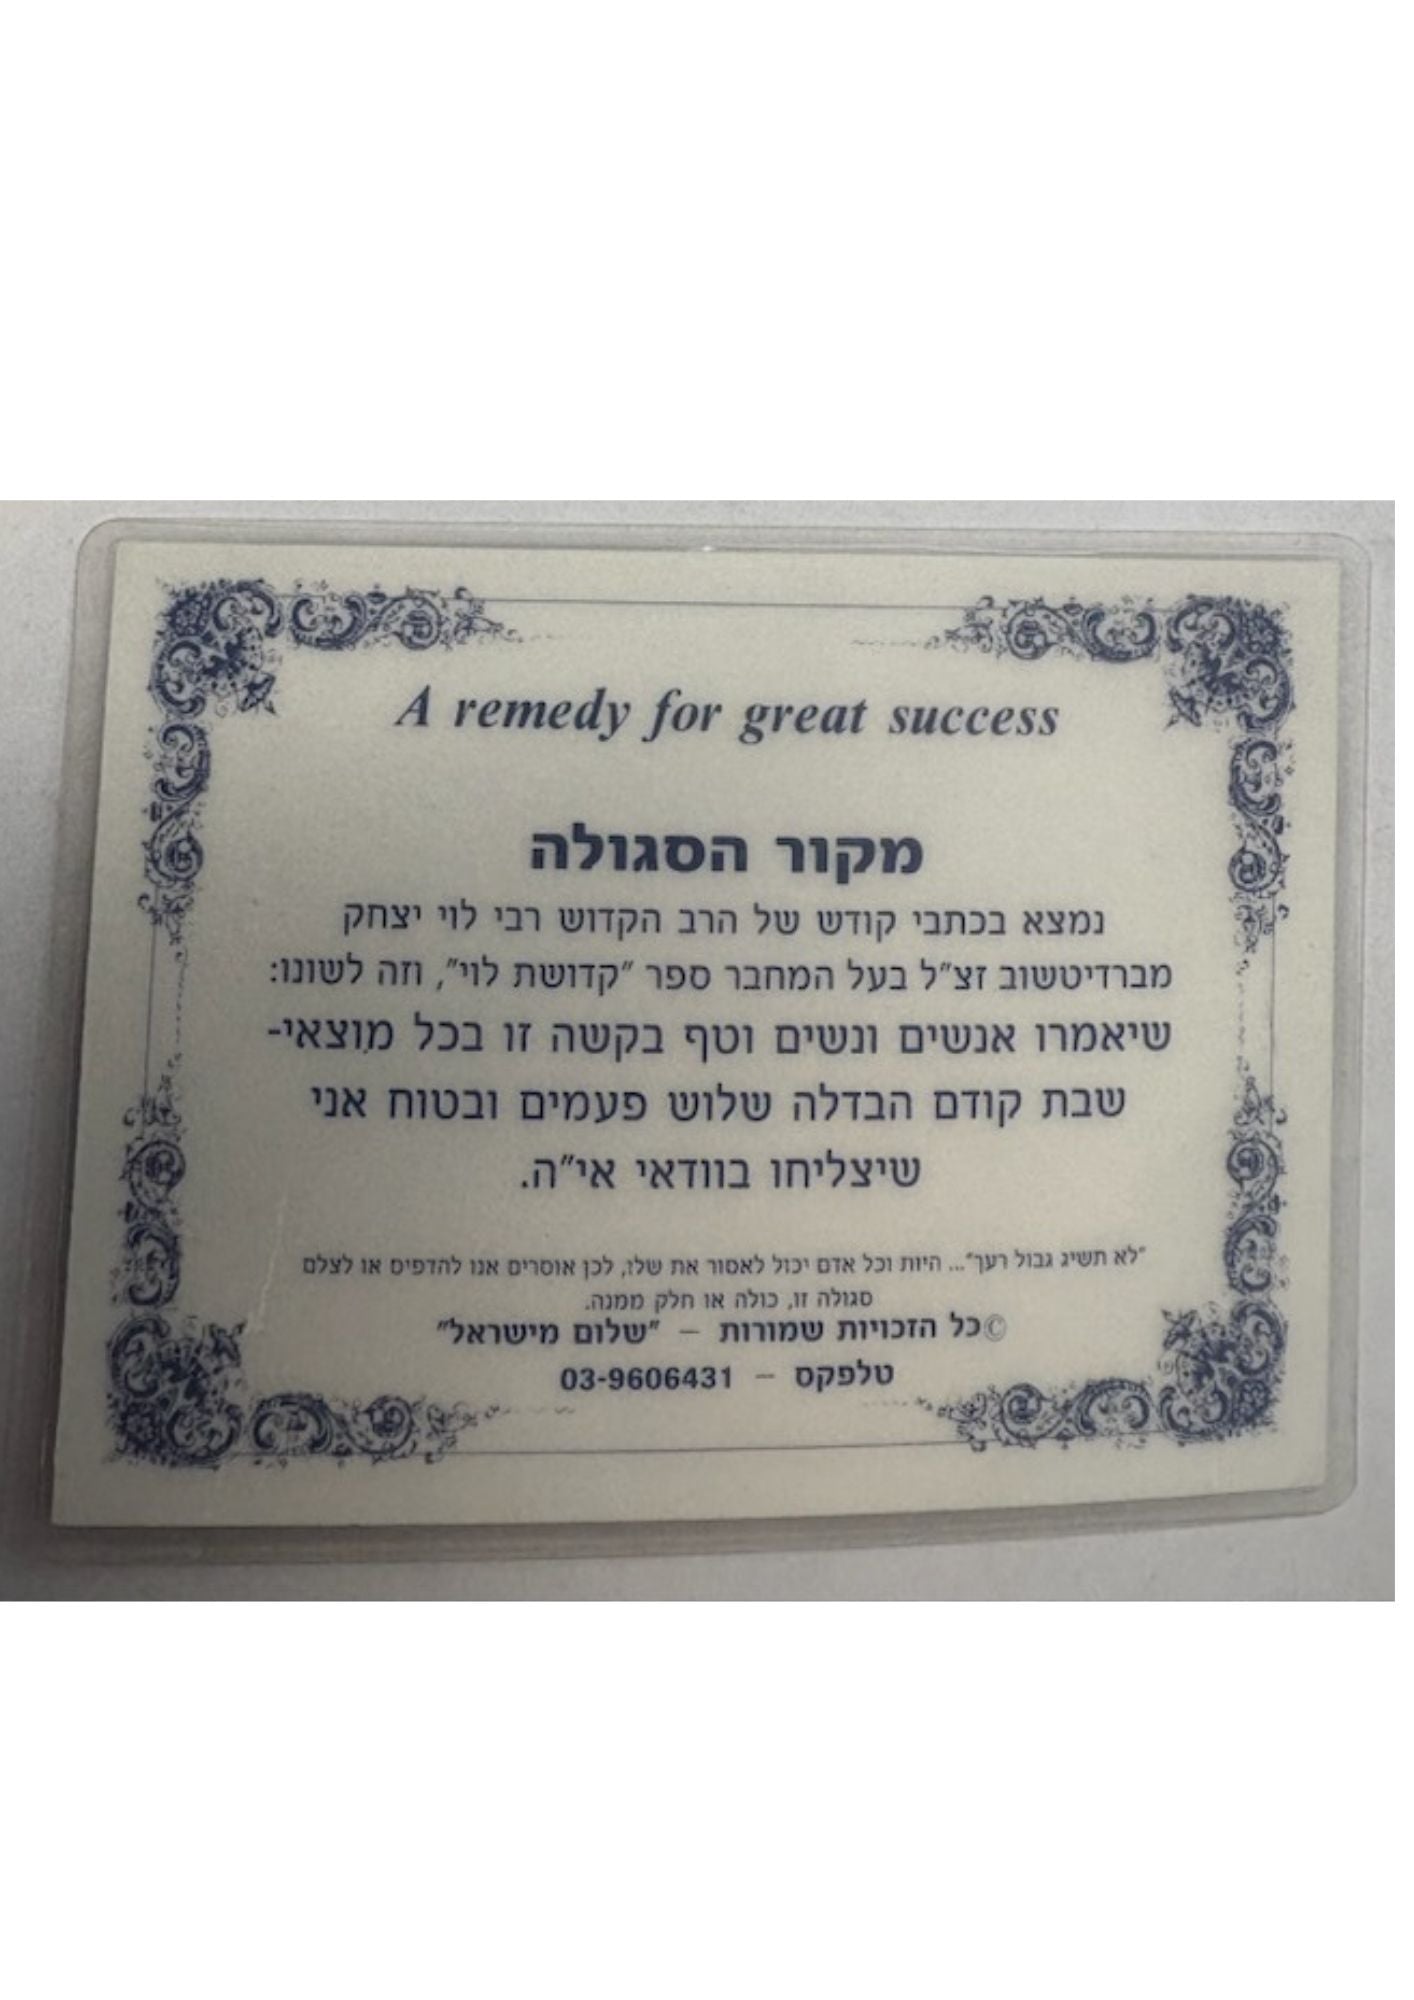 A remedy for great success
מקור הסגולה
נמצא בכתבי קודש של הרב הקדוש רבי לוי יצחק
מברדיטשוב זצ"ל בעל המחבר ספר "קדושת לוי", וזה לשונו:
שיאמרו אנשים ונשים וטף בקשה זו בכל מוצאי-
שבת קודם הבדלה שלוש פעמים ובטוח אני
שיצליחו בוודאי אי"ה.
"לא תשיג גבול רעך"... היות וכל אדם יכול לאסור את שלו, לכן אוסרים אנו להדפיס או לצלם
סגולה זו, כולה או חלק ממנה.
©כל הזכויות שמורות – "שלום מישראל"
טלפקס – 03-9606431